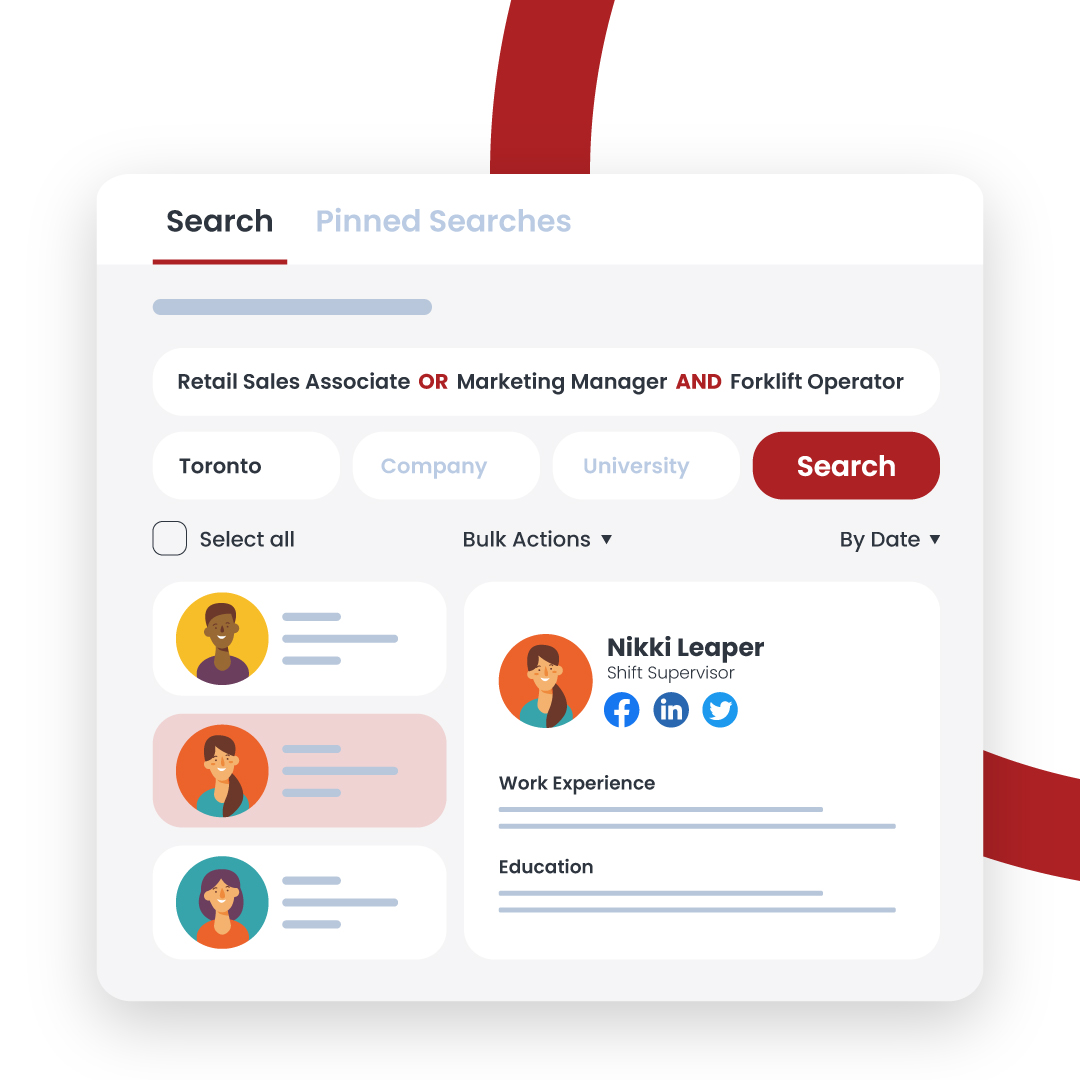 Search Pinned Searches
Retail Sales Associate OR Marketing Manager AND Forklift Operator
Toronto Company University Search
Select all Bulk Actions By Date
Nikki Leaper
Shift Supervisor
in
Work Experience
Education